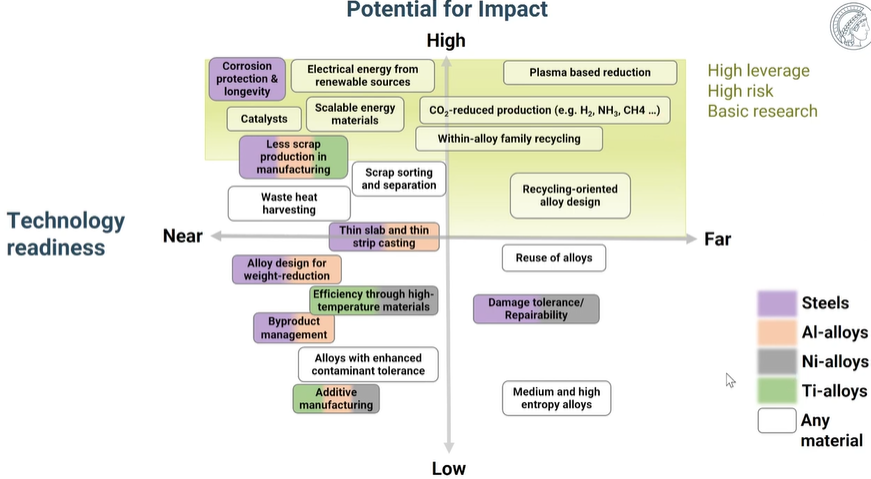 Potential for Impact
High
Corrosion
protection &
longevity
Electrical energy from
renewable sources
Plasma based reduction
High leverage
High risk
Basic research
Catalysts
Scalable energy
materials
CO₂-reduced production (e.g. H₂, NH₃, CH4 ...)
Within-alloy family recycling
Less scrap
production in
manufacturing
Scrap sorting
and separation
Waste heat
harvesting
Recycling-oriented
alloy design
Technology
readiness
Near
Thin slab and thin
strip casting
Far
Alloy design for
weight-reduction
Reuse of alloys
Efficiency through high-
temperature materials
Damage tolerance/
Repairability
Byproduct
management
Alloys with enhanced
contaminant tolerance
Additive
manufacturing
Medium and high
entropy alloys
Low
Steels
Al-alloys
Ni-alloys
Ti-alloys
Any
material